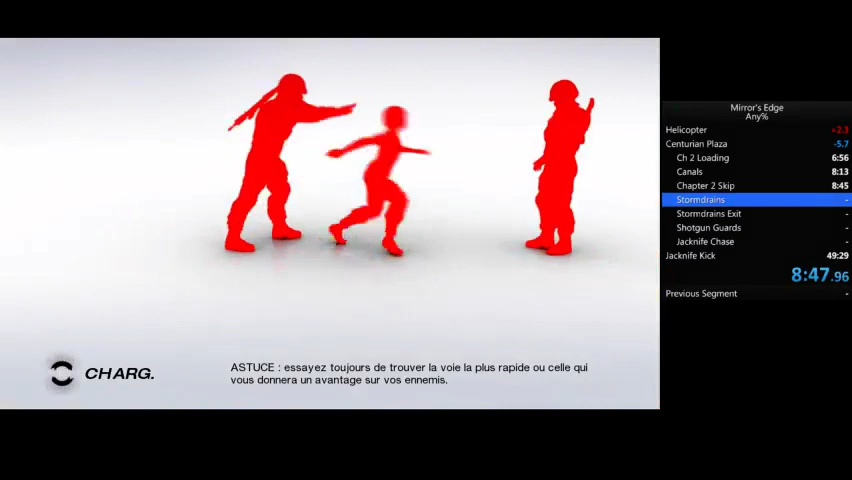 Mirror's Edge
Any%
Helicopter +2.3
Centurian Plaza -5.7
Ch 2 Loading 6:56
Canals 8:13
Chapter 2 Skip 8:45
Stormdrains -
Stormdrains Exit -
Shotgun Guards -
Jacknife Chase -
Jacknife Kick 49:29
8:47.96
Previous Segment -
CHARG.
ASTUCE : essayez toujours de trouver la voie la plus rapide ou celle qui
vous donnera un avantage sur vos ennemis.